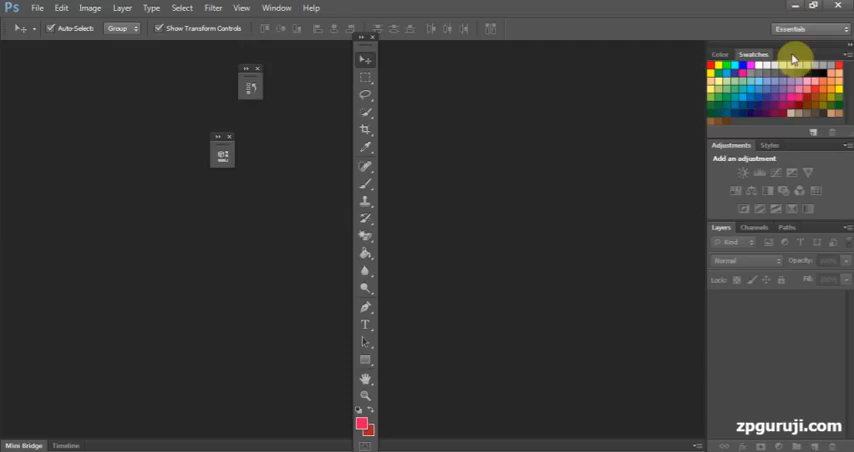 Ps File Edit Image Layer Type Select Filter View Window Help
Auto-Select: Group Show Transform Controls Essentials
Color Swatches
Adjustments Styles
Add an adjustment
Layers Channels Paths
Kind
Normal Opacity:
Lock: Fill:
zpguruji.com
Mini Bridge Timeline